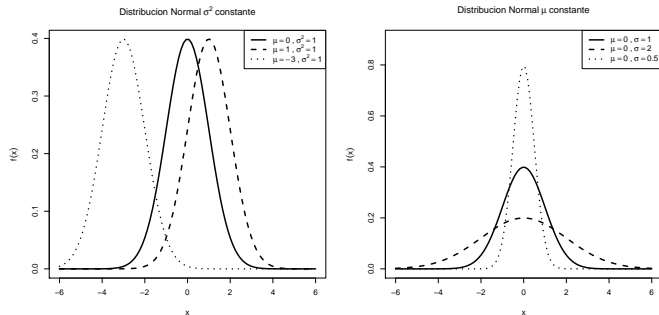 Distribucion Normal σ² constante
μ=0 , σ²=1
μ=1 , σ²=1
μ=−3 , σ²=1
f(x)
0.0
0.1
0.2
0.3
0.4
−6
−4
−2
0
2
4
6
x
Distribucion Normal μ constante
μ=0 , σ=1
μ=0 , σ=2
μ=0 , σ=0.5
f(x)
0.0
0.2
0.4
0.6
0.8
−6
−4
−2
0
2
4
6
x